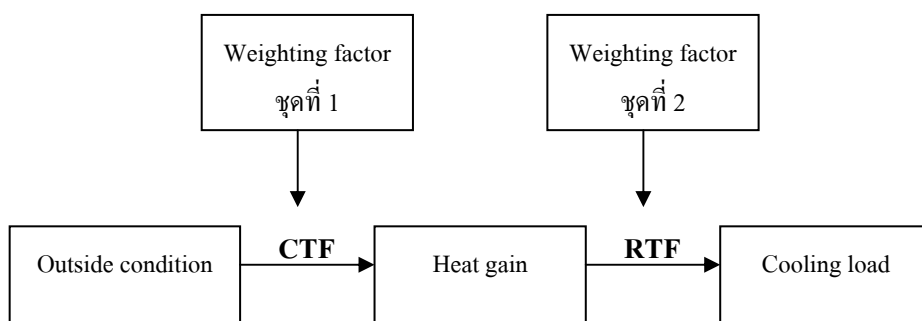 Weighting factor
ชุดที่ 1
Weighting factor
ชุดที่ 2
Outside condition
CTF
Heat gain
RTF
Cooling load